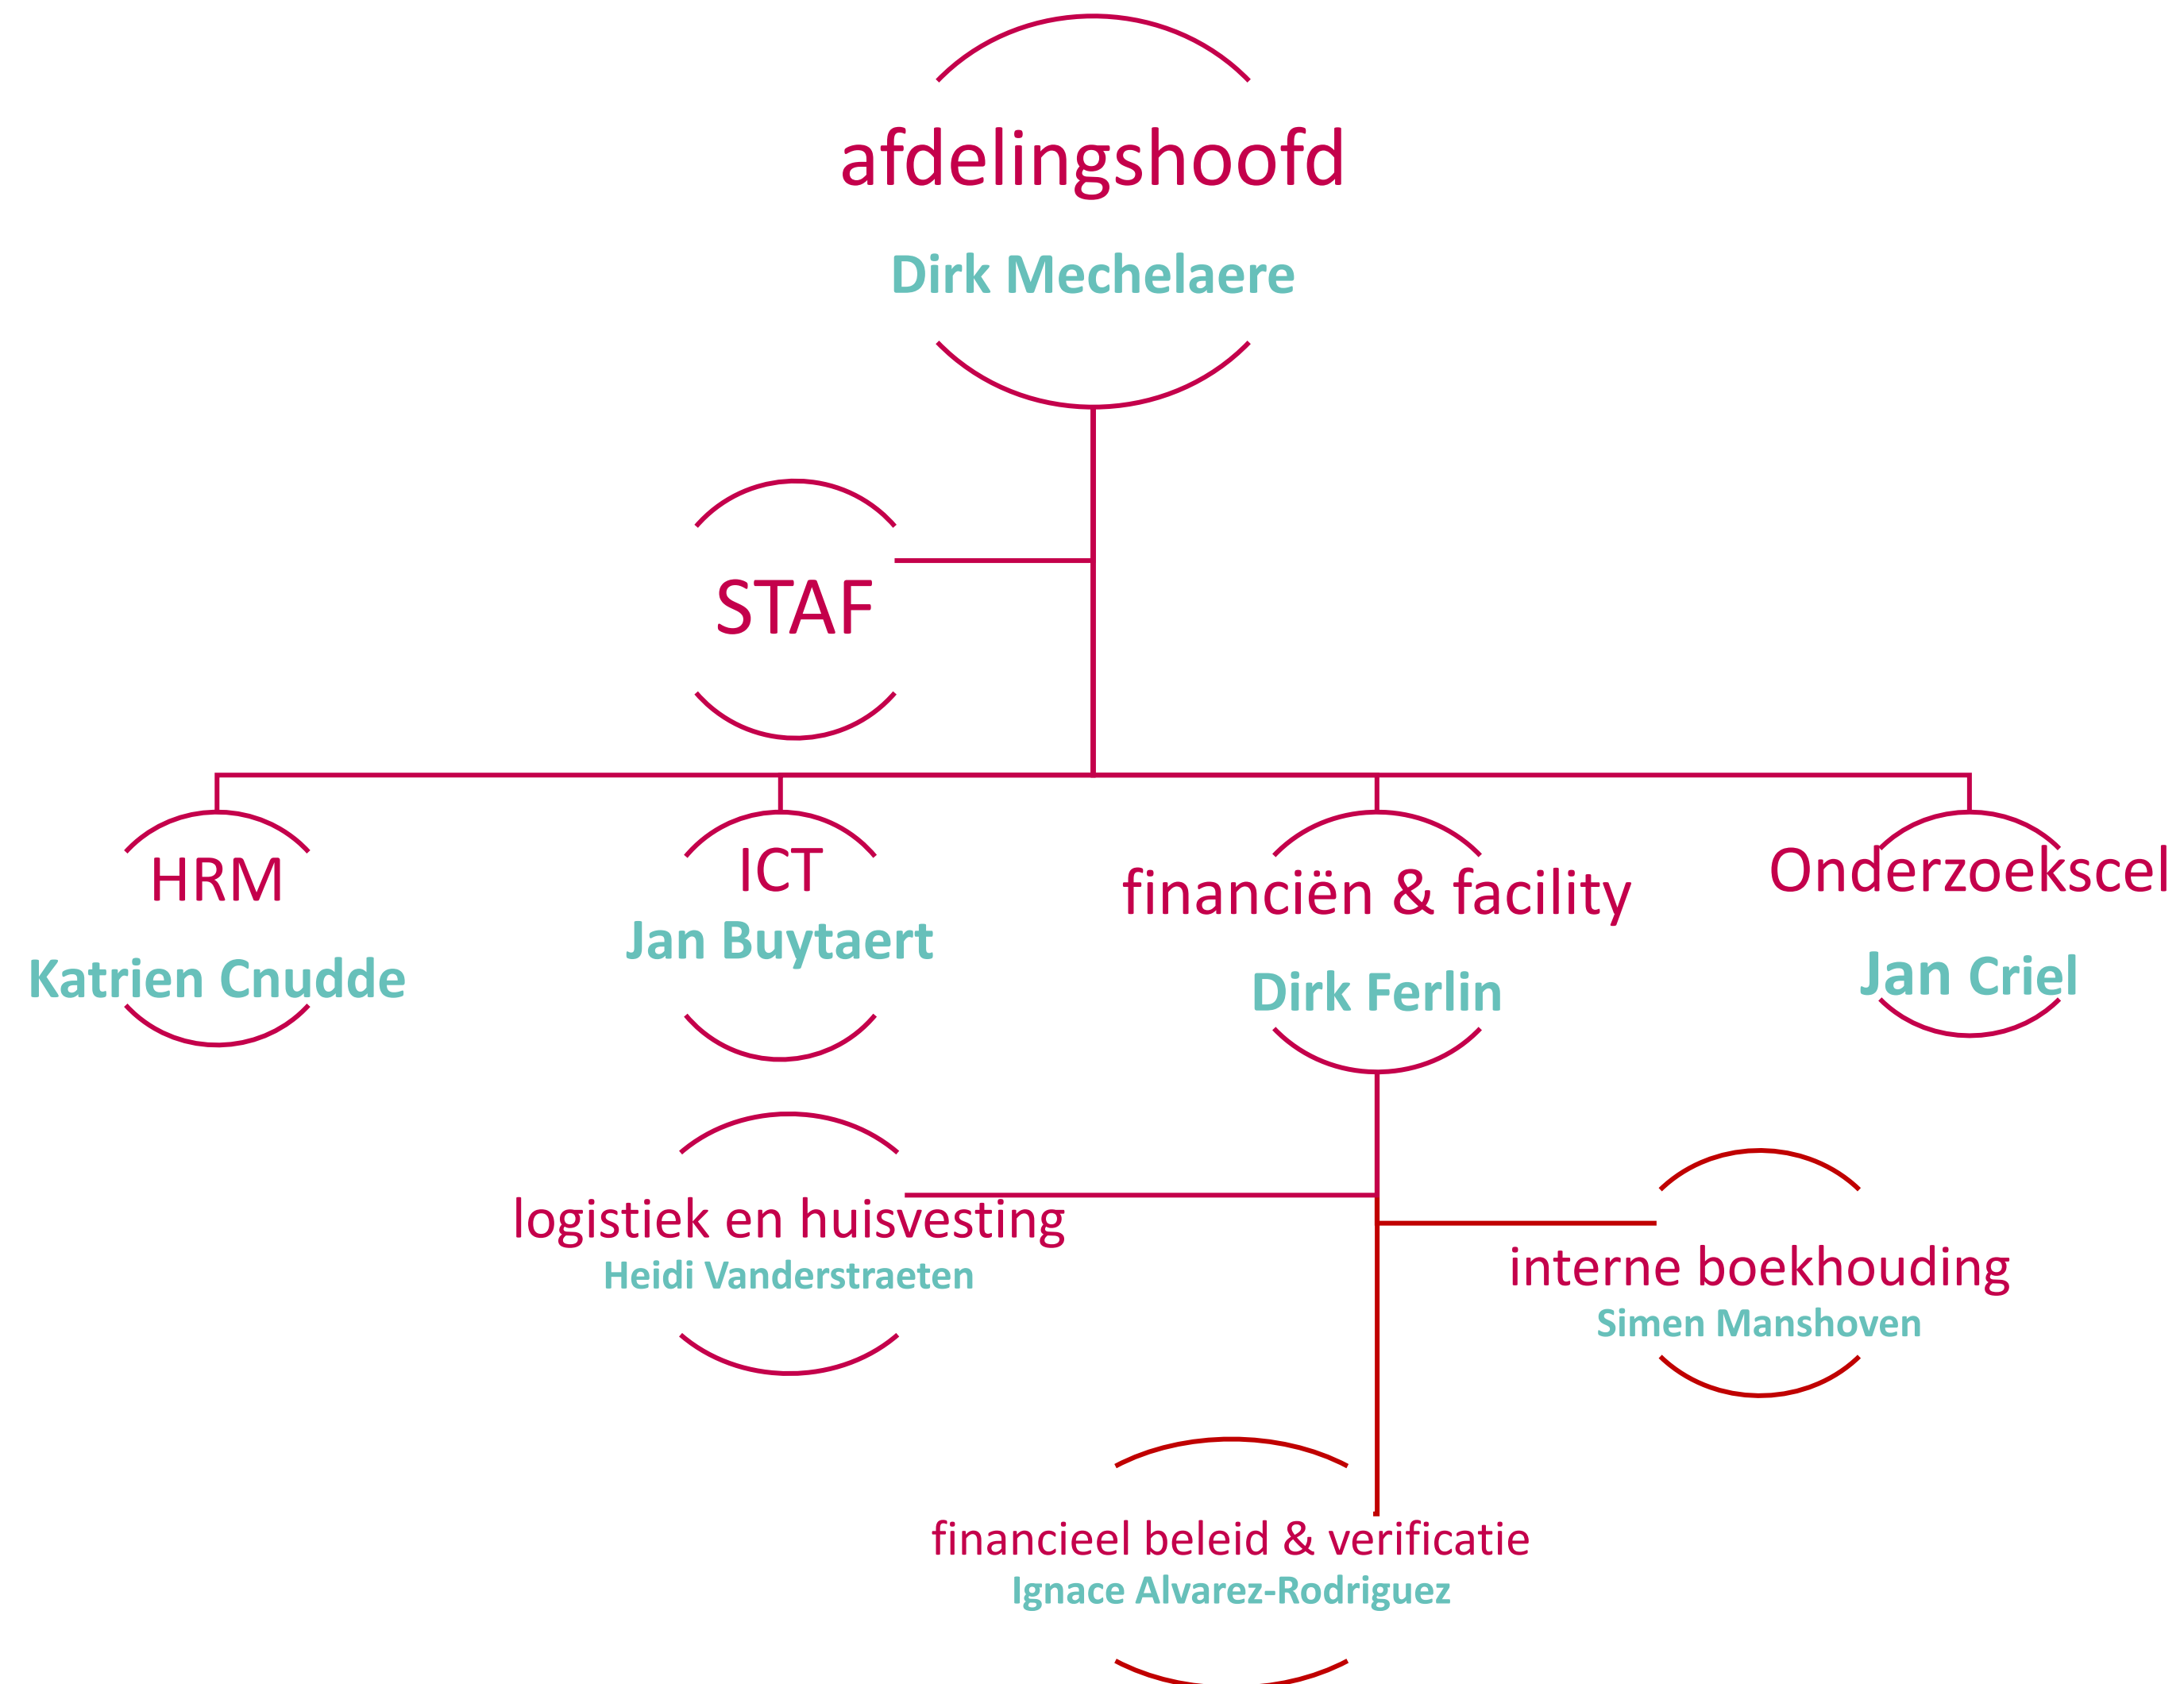 afdelingshoofd
Dirk Mechelaere
STAF
HRM
Katrien Cnudde
ICT
Jan Buytaert
financiën & facility
Dirk Ferlin
Onderzoekscel
Jan Criel
logistiek en huisvesting
Heidi Vanderstraeten
interne boekhouding
Simen Manshoven
financieel beleid & verificatie
Ignace Alvarez-Rodriguez